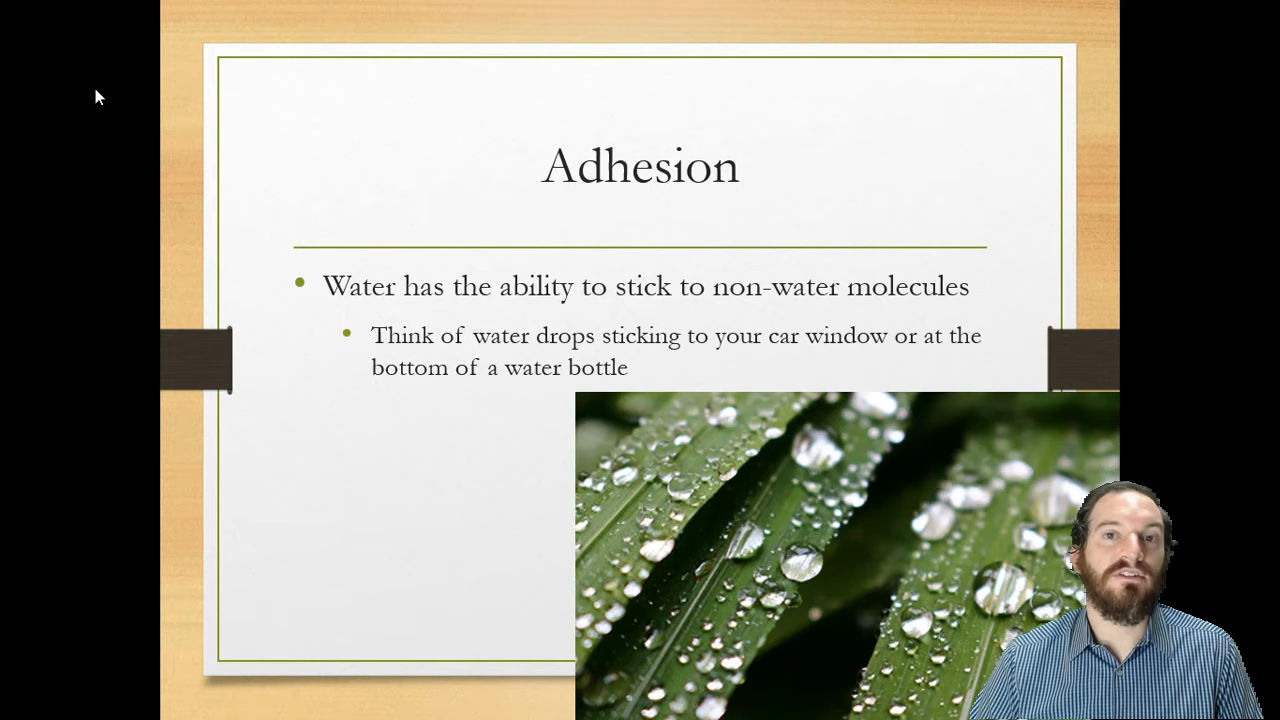 Adhesion
Water has the ability to stick to non-water molecules
Think of water drops sticking to your car window or at the
bottom of a water bottle